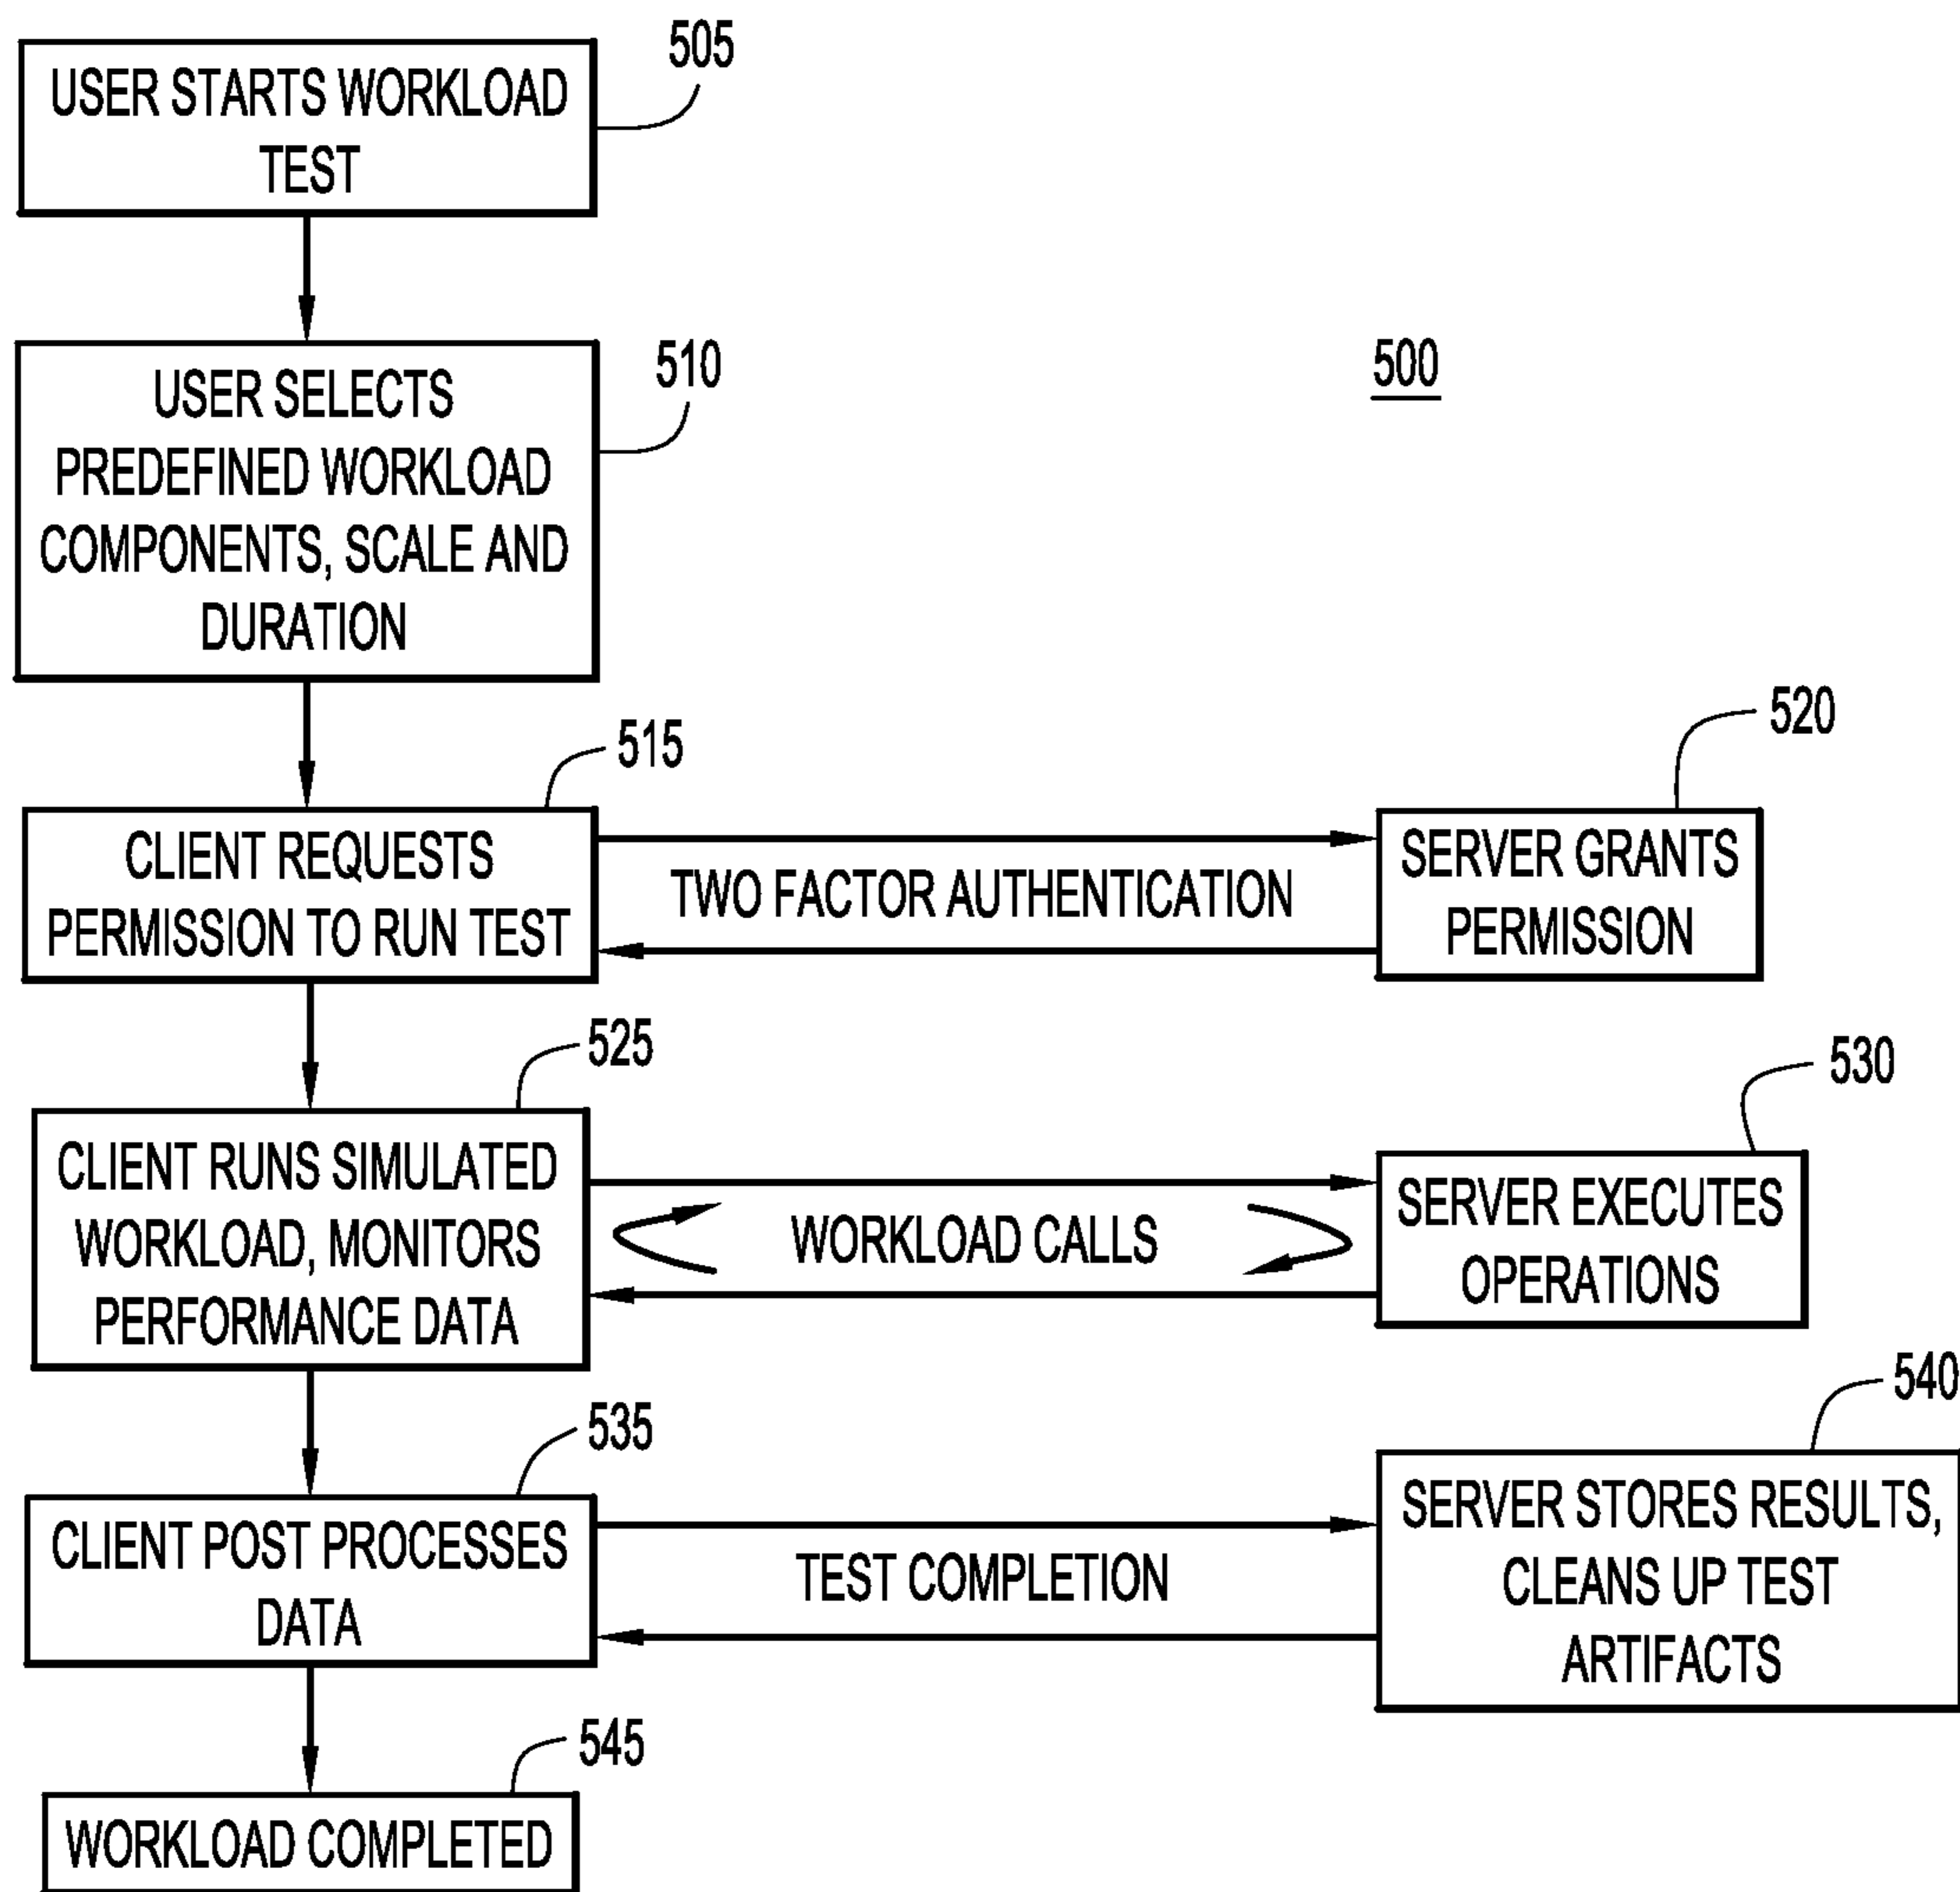 505
USER STARTS WORKLOAD
TEST
510
500
USER SELECTS
PREDEFINED WORKLOAD
COMPONENTS, SCALE AND
DURATION
515
520
CLIENT REQUESTS
PERMISSION TO RUN TEST
TWO FACTOR AUTHENTICATION
SERVER GRANTS
PERMISSION
525
530
CLIENT RUNS SIMULATED
WORKLOAD, MONITORS
PERFORMANCE DATA
WORKLOAD CALLS
SERVER EXECUTES
OPERATIONS
535
540
CLIENT POST PROCESSES
DATA
TEST COMPLETION
SERVER STORES RESULTS,
CLEANS UP TEST
ARTIFACTS
545
WORKLOAD COMPLETED